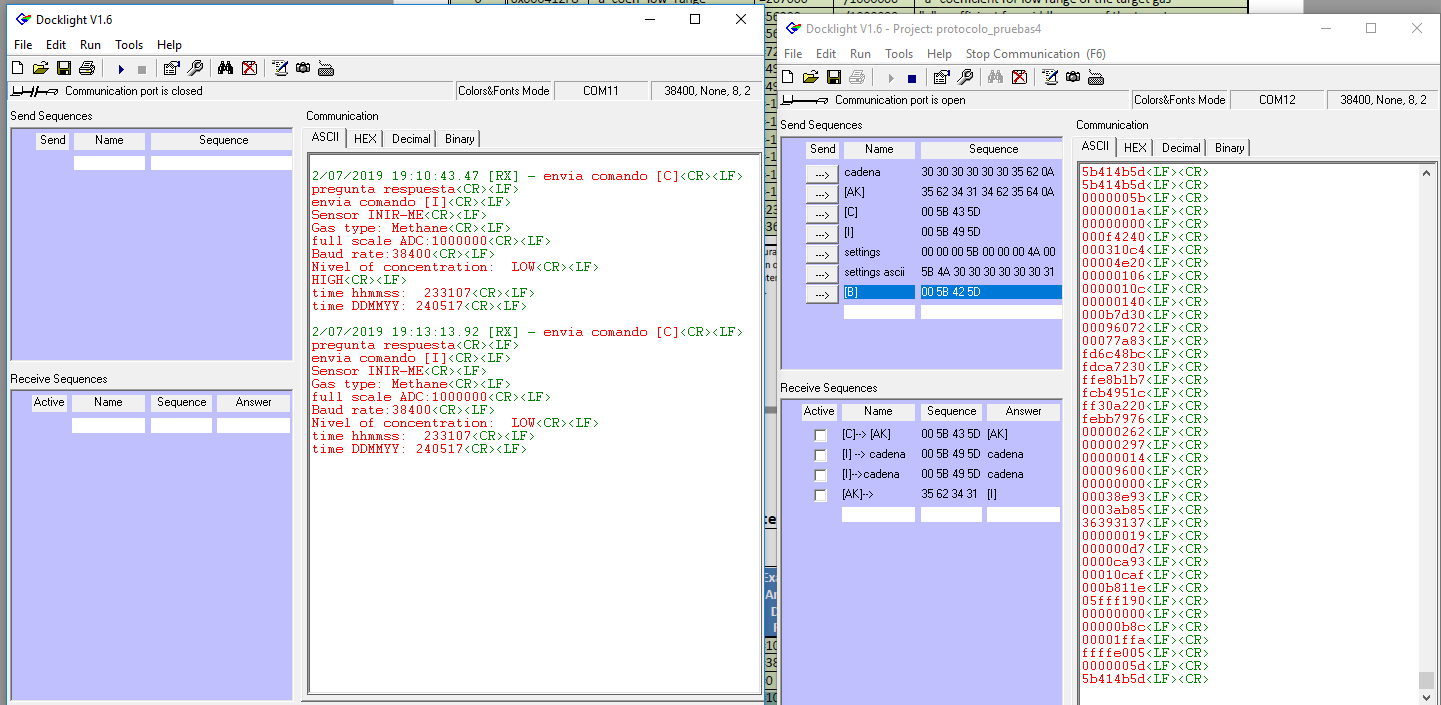 0x000412F8 "a" coefficient for low range of the target gas
Docklight V1.6
File Edit Run Tools Help
Communication port is closed
Colors&Fonts Mode COM11 38400, None, 8, 2
Send Sequences
Send Name Sequence
Receive Sequences
Active Name Sequence Answer
Communication
ASCII HEX Decimal Binary
2/07/2019 19:10:43.47 [RX] - envia comando [C]<CR><LF>
pregunta respuesta<CR><LF>
envia comando [I]<CR><LF>
Sensor INIR-ME<CR><LF>
Gas type: Methane<CR><LF>
full scale ADC:1000000<CR><LF>
Baud rate:38400<CR><LF>
Nivel of concentration:  LOW<CR><LF>
HIGH<CR><LF>
time hhmmss:  233107<CR><LF>
time DDMMYY: 240517<CR><LF>
2/07/2019 19:13:13.92 [RX] - envia comando [C]<CR><LF>
pregunta respuesta<CR><LF>
envia comando [I]<CR><LF>
Sensor INIR-ME<CR><LF>
Gas type: Methane<CR><LF>
full scale ADC:1000000<CR><LF>
Baud rate:38400<CR><LF>
Nivel of concentration:  LOW<CR><LF>
time hhmmss:  233107<CR><LF>
time DDMMYY: 240517<CR><LF>
Docklight V1.6 - Project: protocolo_pruebas4
File Edit Run Tools Help Stop Communication (F6)
Communication port is open
Colors&Fonts Mode COM12 38400, None, 8, 2
Send Sequences
Send Name Sequence
---> cadena 30 30 30 30 30 30 35 62 0A
---> [AK] 35 62 34 31 34 62 35 64 0A
---> [C] 00 5B 43 5D
---> [I] 00 5B 49 5D
---> settings 00 00 00 5B 00 00 00 4A 00
---> settings ascii 5B 4A 30 30 30 30 30 30 31
---> [B] 00 5B 42 5D
Receive Sequences
Active Name Sequence Answer
[C]--> [AK] 00 5B 43 5D [AK]
[I] --> cadena 00 5B 49 5D cadena
[I]-->cadena 00 5B 49 5D cadena
[AK]--> 35 62 34 31 [I]
Communication
ASCII HEX Decimal Binary
5b414b5d<LF><CR>
5b414b5d<LF><CR>
0000005b<LF><CR>
0000001a<LF><CR>
00000000<LF><CR>
000f4240<LF><CR>
000310c4<LF><CR>
00004e20<LF><CR>
00000106<LF><CR>
0000010c<LF><CR>
00000140<LF><CR>
000b7d30<LF><CR>
00096072<LF><CR>
00077a83<LF><CR>
fd6c48bc<LF><CR>
fdca7230<LF><CR>
ffe8b1b7<LF><CR>
fcb4951c<LF><CR>
ff30a220<LF><CR>
febb7976<LF><CR>
00000262<LF><CR>
00000297<LF><CR>
00000014<LF><CR>
00009600<LF><CR>
00000000<LF><CR>
00038e93<LF><CR>
0003ab85<LF><CR>
36393137<LF><CR>
00000019<LF><CR>
000000d7<LF><CR>
0000ca93<LF><CR>
00010caf<LF><CR>
000b811e<LF><CR>
05fff190<LF><CR>
00000000<LF><CR>
00000b8c<LF><CR>
00001ffa<LF><CR>
ffffe005<LF><CR>
0000005d<LF><CR>
5b414b5d<LF><CR>